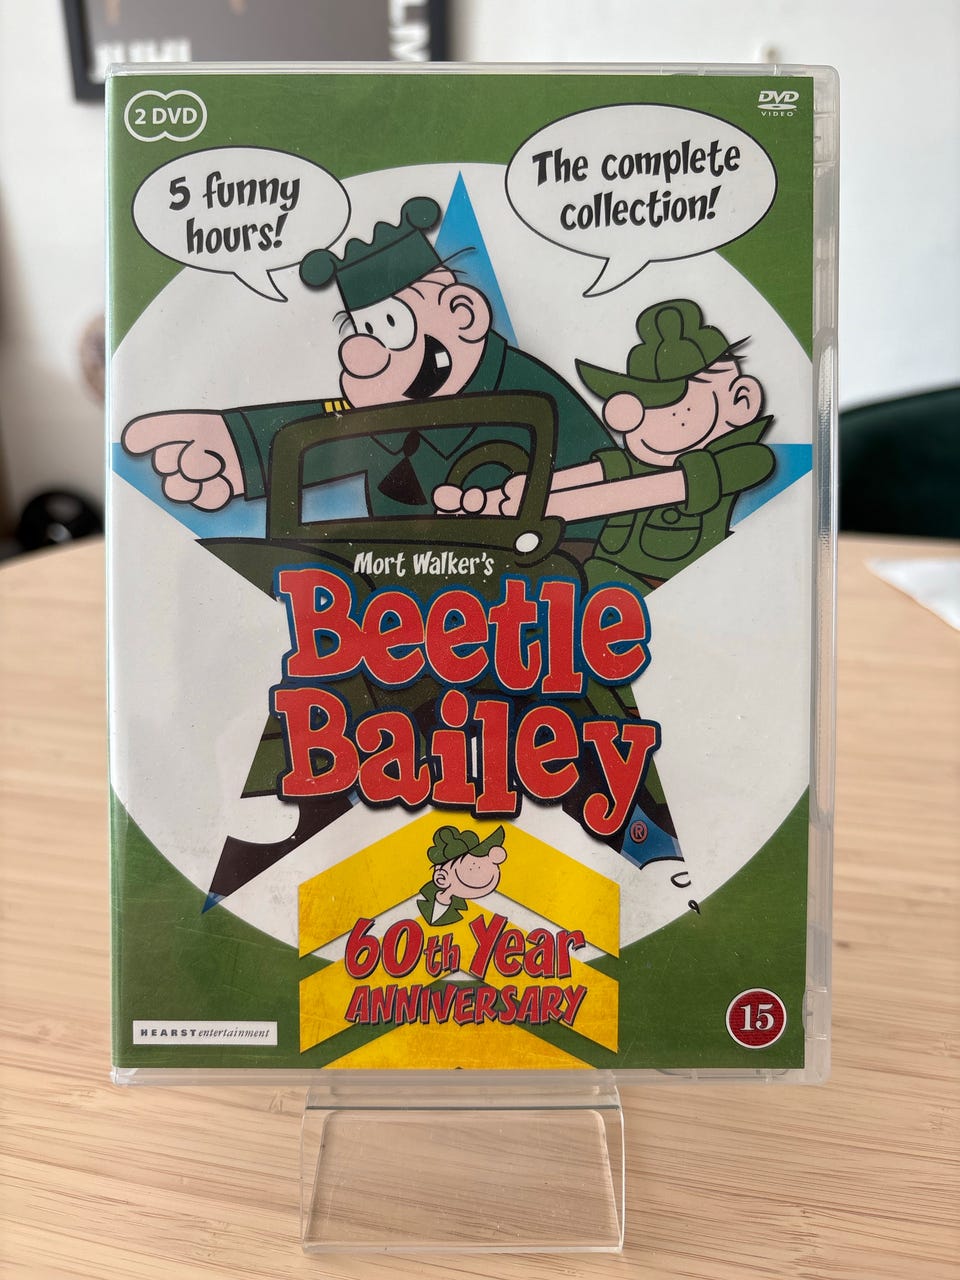 2 DVD
DVD
VIDEO
5 funny
hours!
The complete
collection!
Mort Walker's
Beetle
Bailey
®
60th Year
ANNIVERSARY
HEARST entertainment
15